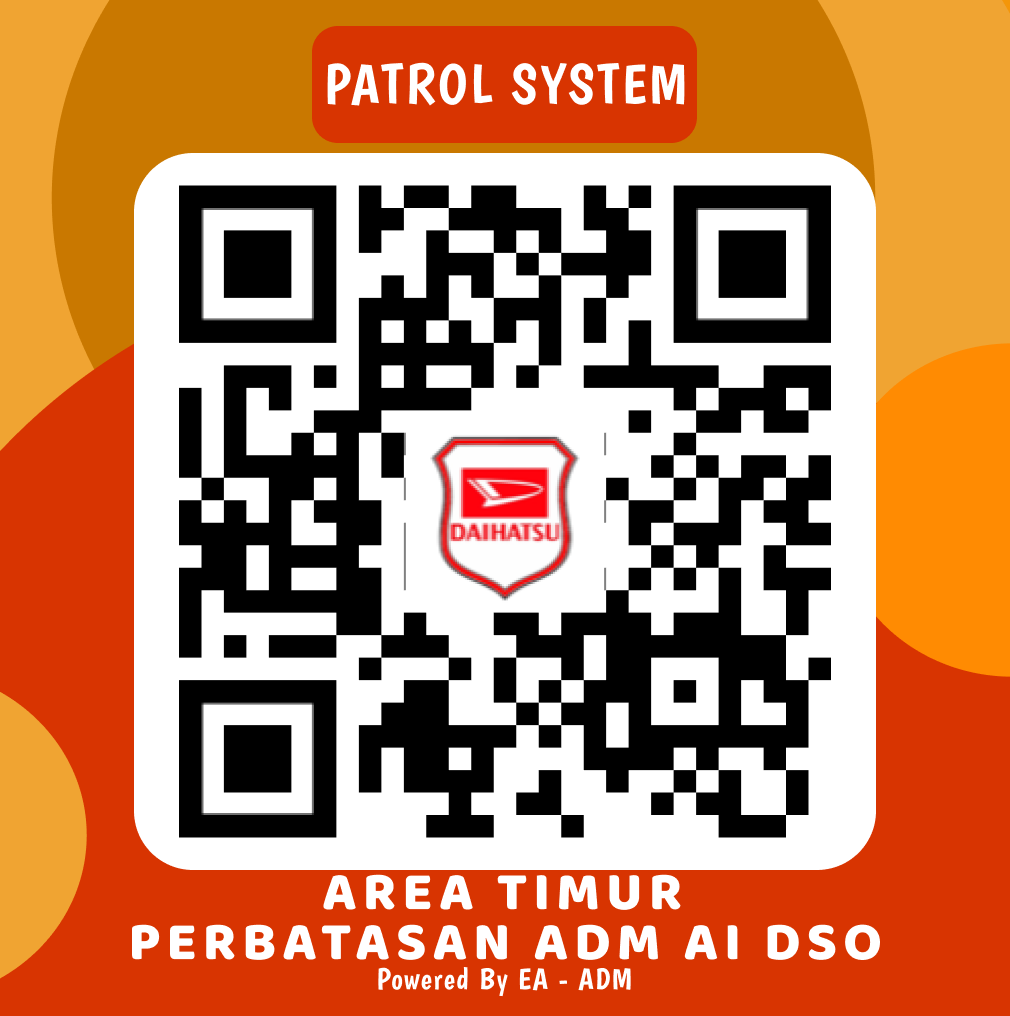 PATROL SYSTEM
DAIHATSU
AREA TIMUR
PERBATASAN ADM AI DSO
Powered By EA - ADM